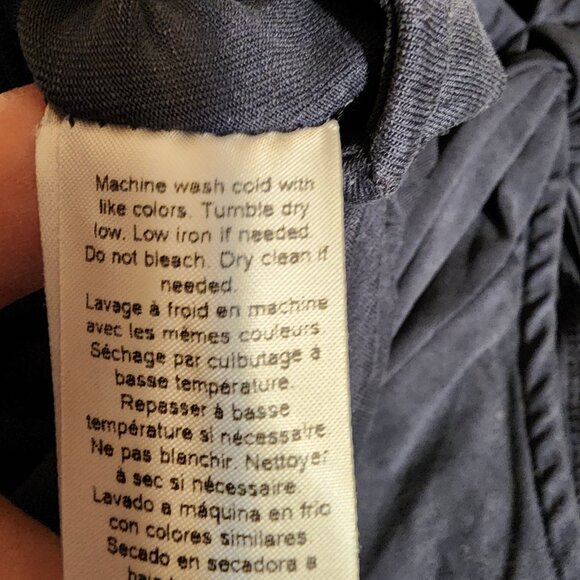 Machine wash cold with
like colors. Tumble dry
low. Low iron if needed.
Do not bleach. Dry clean if
needed.
Lavage à froid en machine
avec les mêmes couleurs.
Séchage par culbutage a
basse température.
Repasser à basse
température si nécessaire.
Ne pas blanchir. Nettoyer
à sec si nécessaire.
Lavado a máquina en frio
con colores similares.
Secado en secadora a